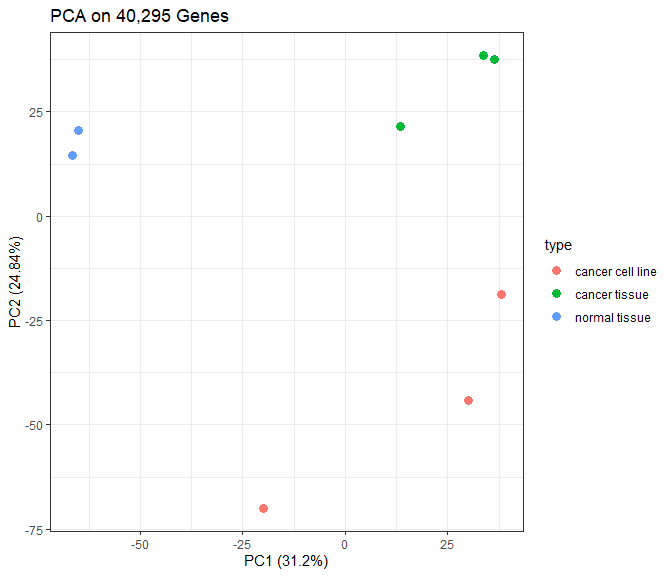 PCA on 40,295 Genes
25
0
-25
-50
-75
-50
-25
0
25
PC1 (31.2%)
PC2 (24.84%)
type
cancer cell line
cancer tissue
normal tissue